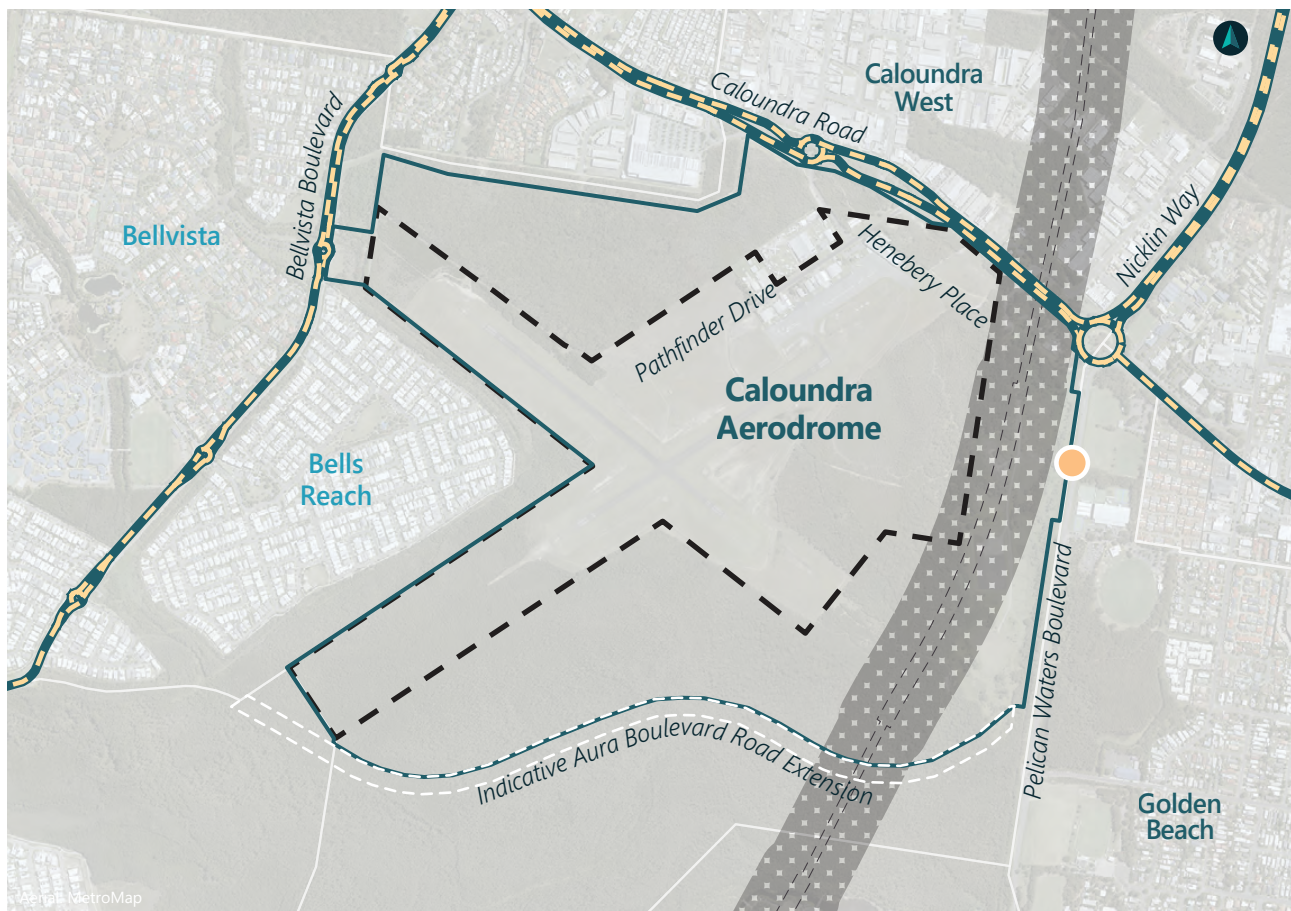 Caloundra
West
Caloundra Road
Bellvista Boulevard
Nicklin Way
Bellvista
Henebery Place
Pathfinder Drive
Caloundra
Aerodrome
Bells
Reach
Pelican Waters Boulevard
Indicative Aura Boulevard Road Extension
Golden
Beach
Aerial: MetroMap